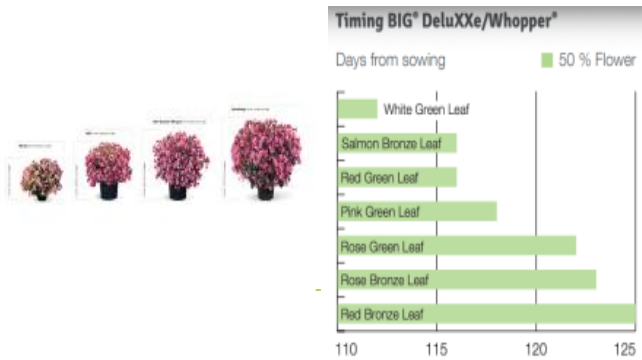 Timing BIG® DeluXXe/Whopper®
Days from sowing
50 % Flower
White Green Leaf
Salmon Bronze Leaf
Red Green Leaf
Pink Green Leaf
Rose Green Leaf
Rose Bronze Leaf
Red Bronze Leaf
110 115 120 125